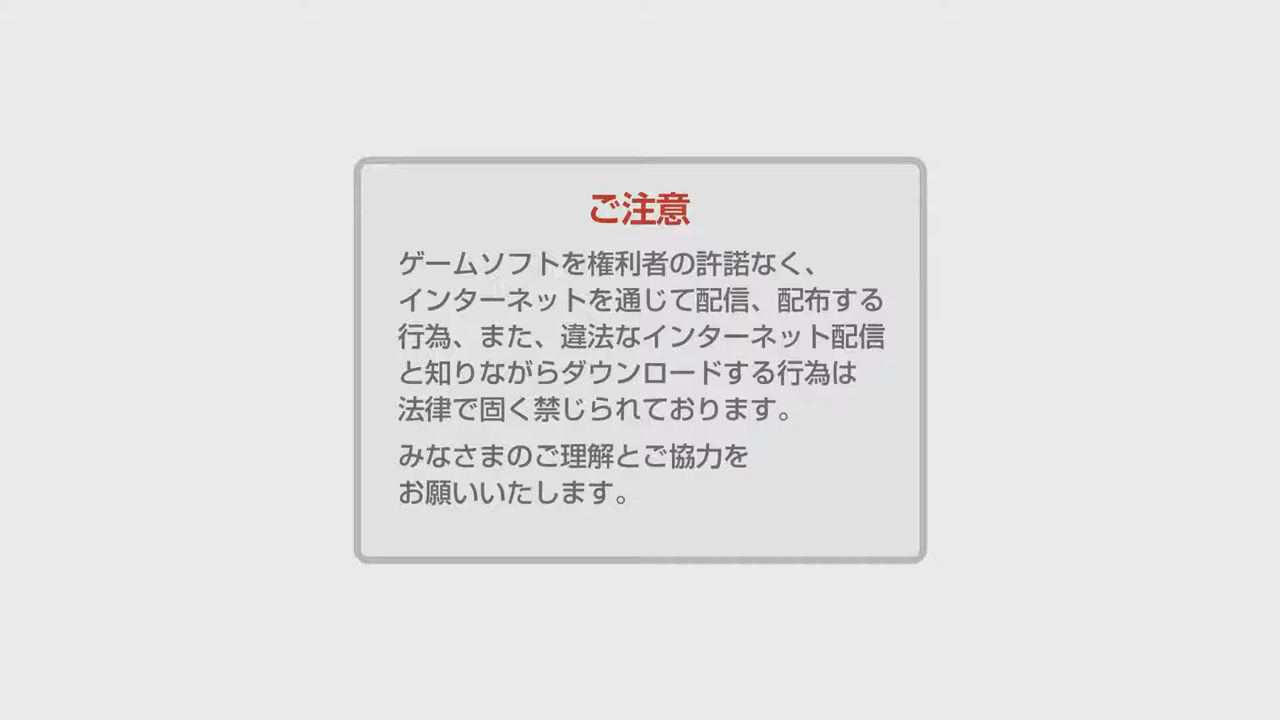 ご注意
ゲームソフトを権利者の許諾なく、
インターネットを通じて配信、配布する
行為、また、違法なインターネット配信
と知りながらダウンロードする行為は
法律で固く禁じられております。
みなさまのご理解とご協力を
お願いいたします。